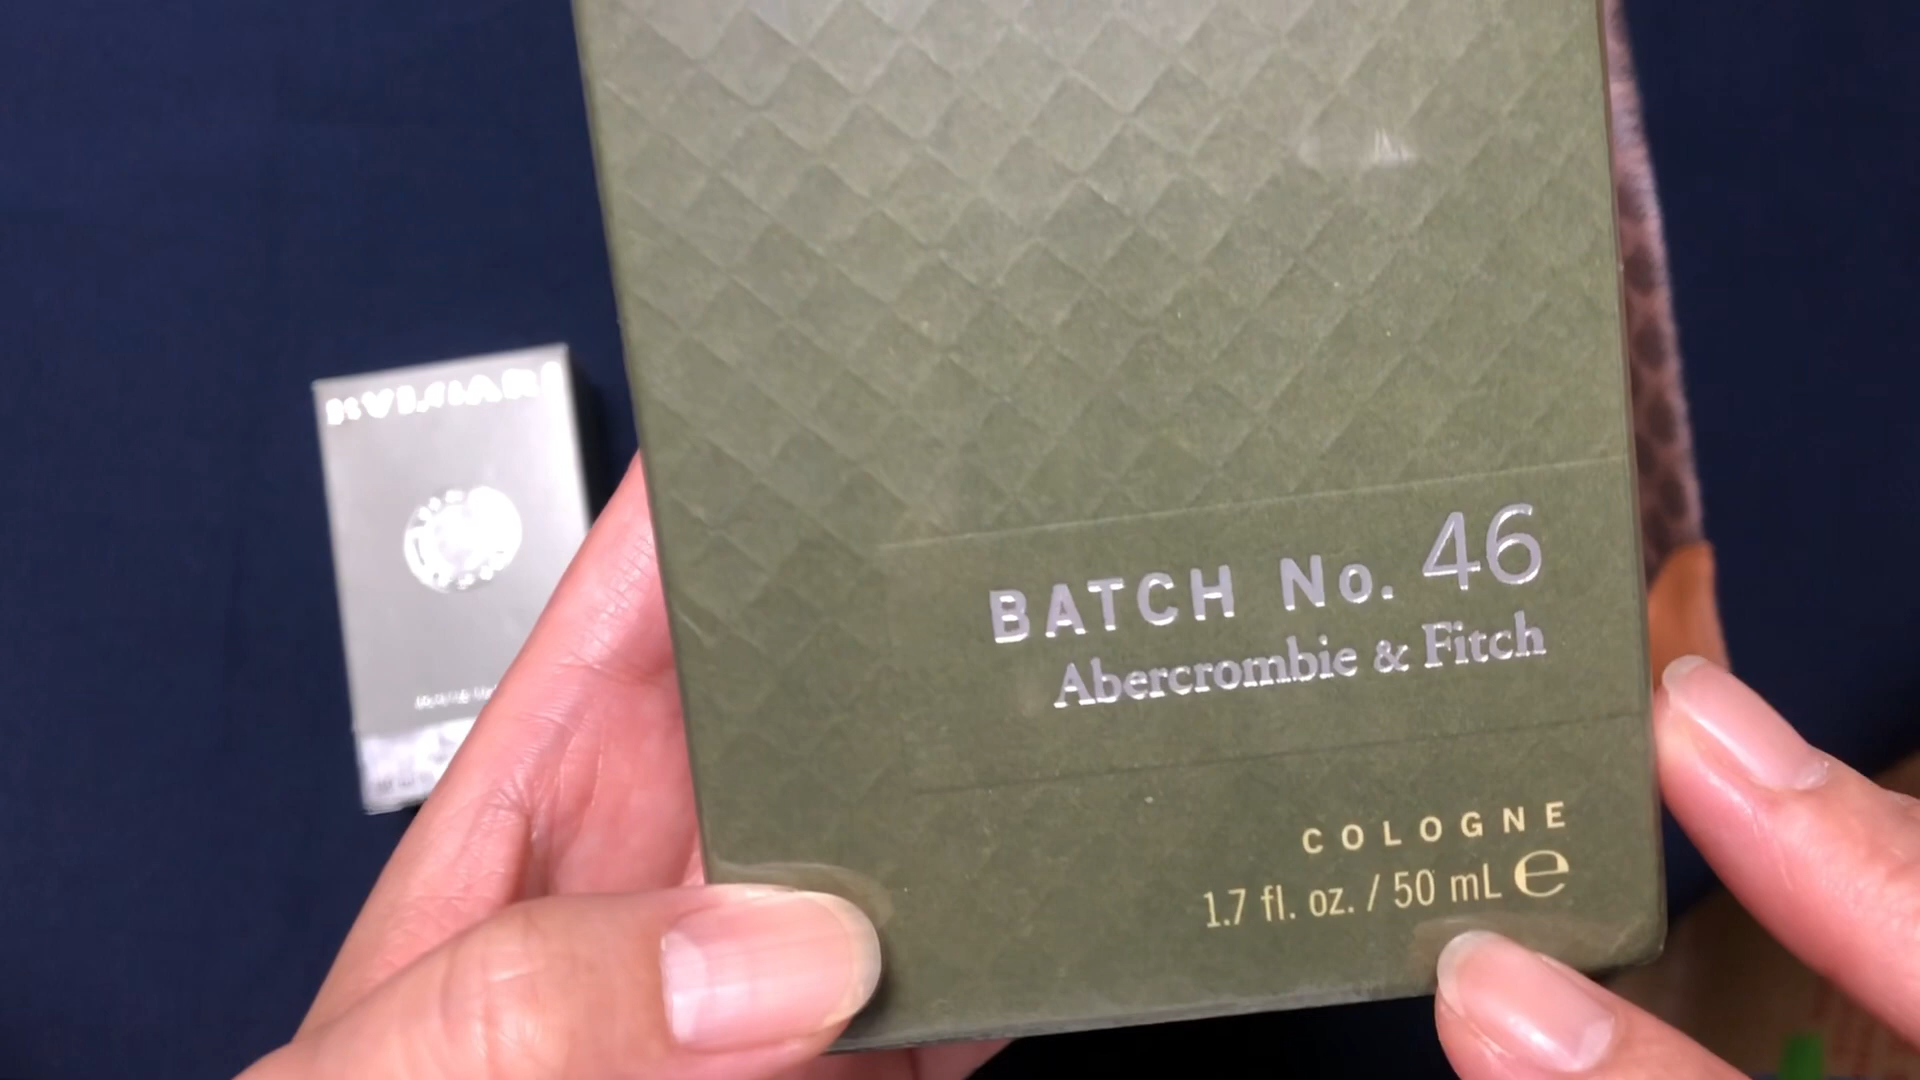 BATCH No. 46
Abercrombie & Fitch
COLOGNE
1.7 fl. oz. / 50 mL ℮